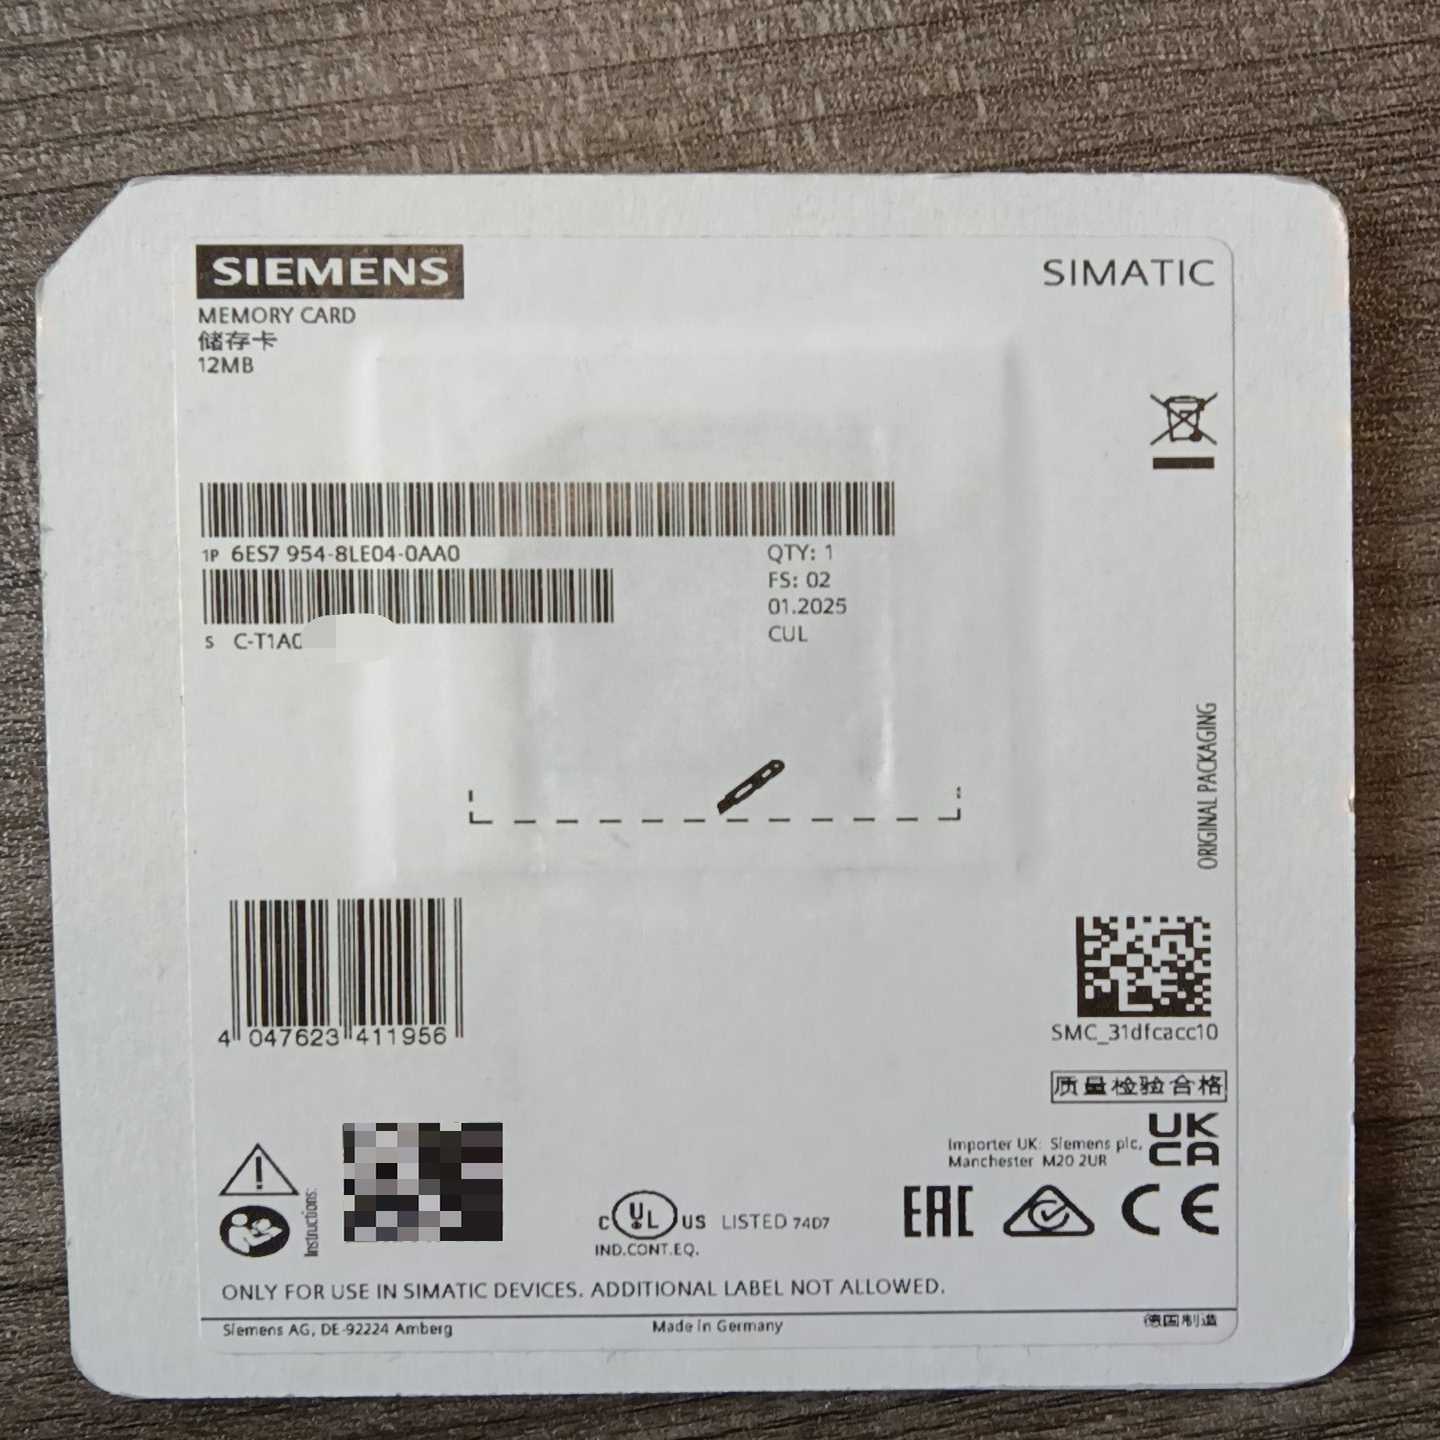 SIEMENS
SIMATIC
MEMORY CARD
储存卡
12MB
1P 6ES7 954-8LE04-0AA0
QTY: 1
FS: 02
01.2025
CUL
S C-T1A0
ORIGINAL PACKAGING
4 047623 411956
SMC_31dfcacc10
质量检验合格
Importer UK: Siemens plc,
Manchester M20 2UR
UK
CA
Instructions:
c UL US LISTED 74D7
IND.CONT.EQ.
EAC
CE
ONLY FOR USE IN SIMATIC DEVICES. ADDITIONAL LABEL NOT ALLOWED.
Siemens AG, DE-92224 Amberg
Made in Germany
德国制造